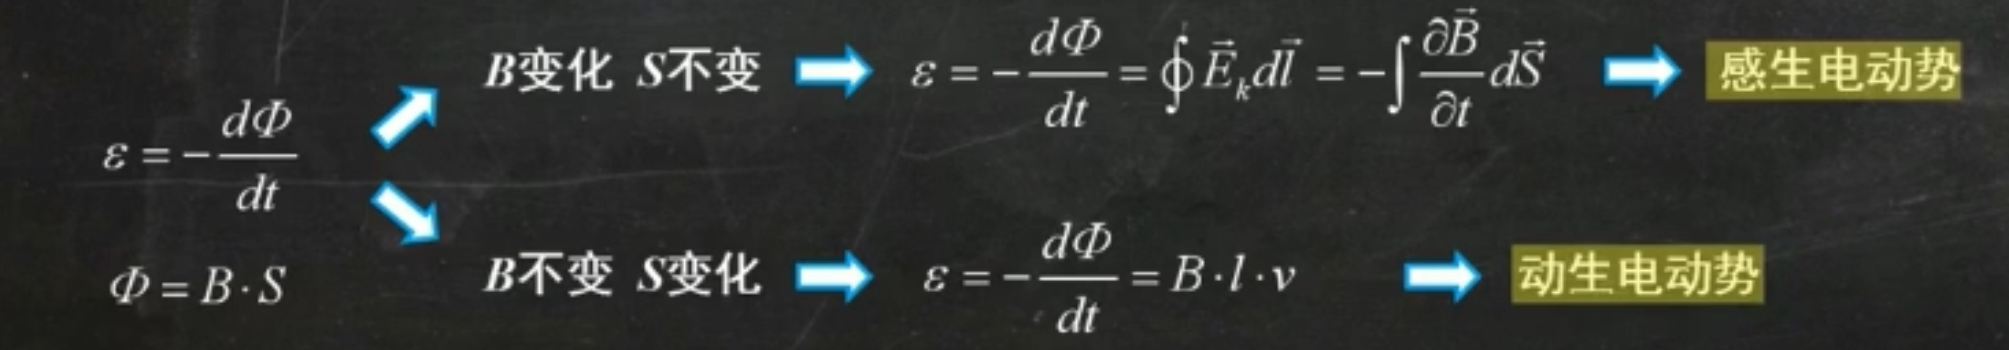 B变化 S不变 ε = -dΦ/dt = ∮E⃗ₖdl⃗ = -∫∂B⃗/∂t dS⃗ 感生电动势
ε = -dΦ/dt
Φ = B·S
B不变 S变化 ε = -dΦ/dt = B·l·v 动生电动势